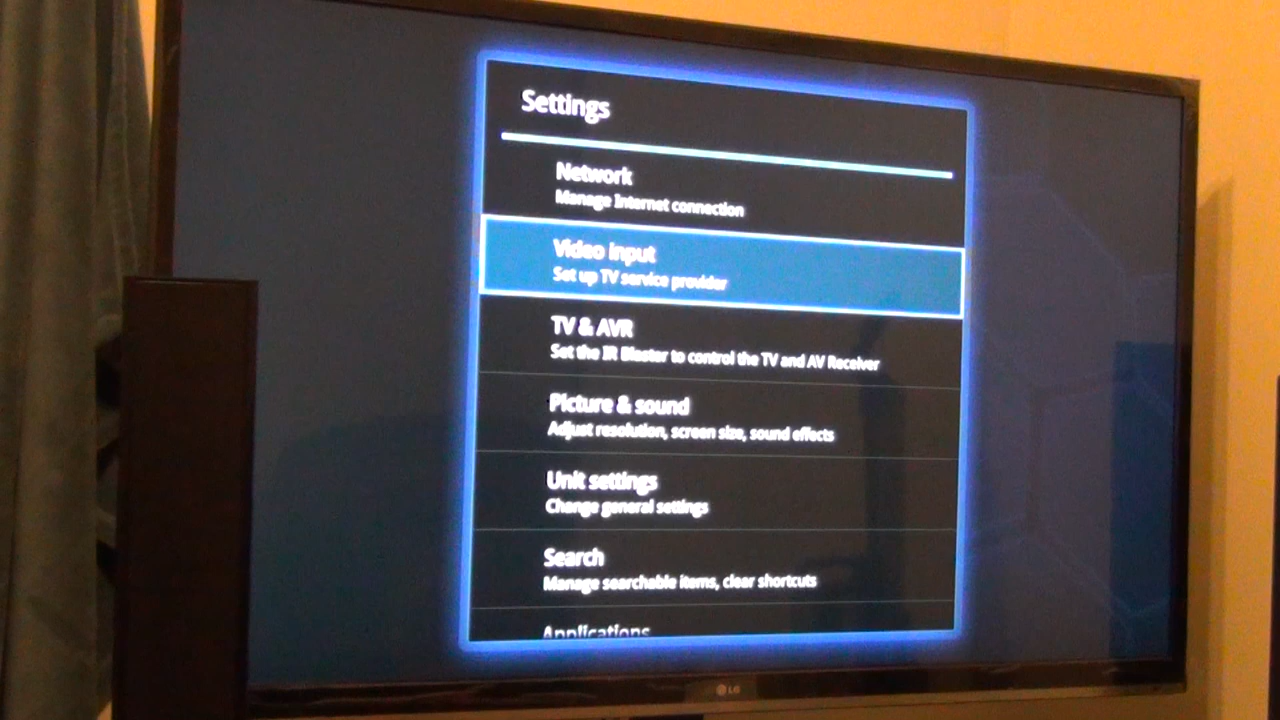 Settings
Network
Manage Internet connection
Video input
Set up TV service provider
TV & AVR
Set the IR Blaster to control the TV and AV Receiver
Picture & sound
Adjust resolution, screen size, sound effects
Unit settings
Change general settings
Search
Manage searchable items, clear shortcuts
Applications
LG